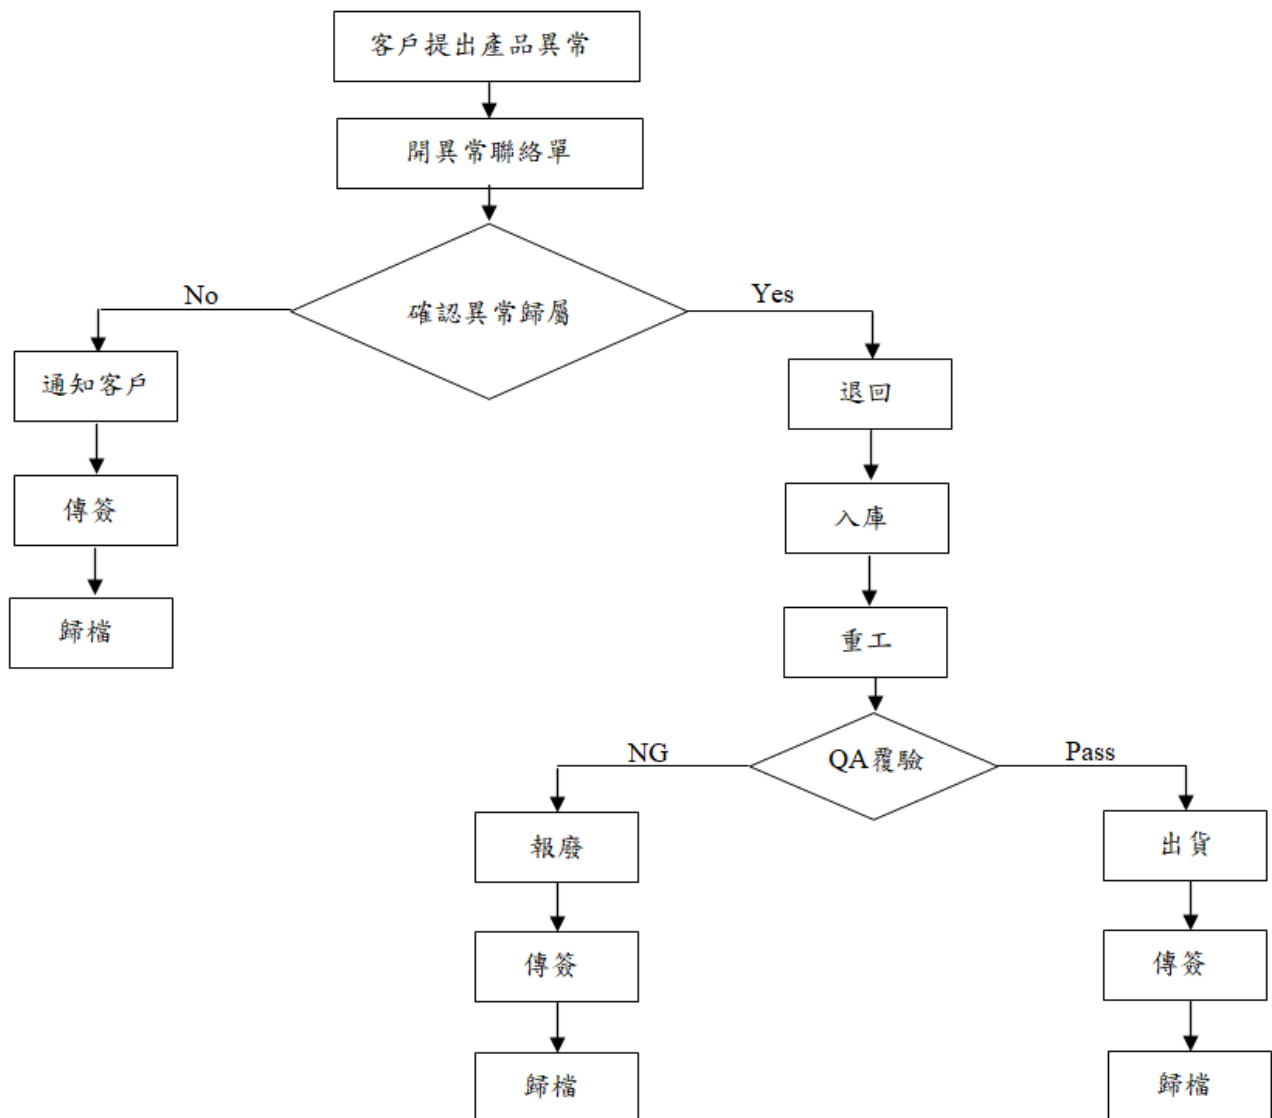 客戶提出產品異常
開異常聯絡單
確認異常歸屬
No
Yes
通知客戶
傳簽
歸檔
退回
入庫
重工
QA覆驗
NG
Pass
報廢
傳簽
歸檔
出貨
傳簽
歸檔